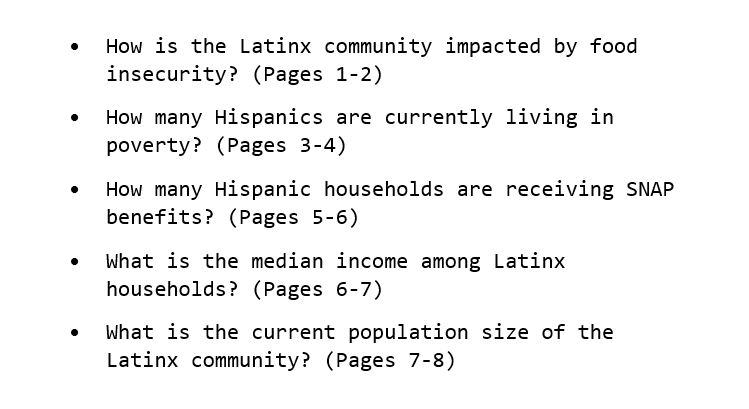 • How is the Latinx community impacted by food
insecurity? (Pages 1-2)
• How many Hispanics are currently living in
poverty? (Pages 3-4)
• How many Hispanic households are receiving SNAP
benefits? (Pages 5-6)
• What is the median income among Latinx
households? (Pages 6-7)
• What is the current population size of the
Latinx community? (Pages 7-8)